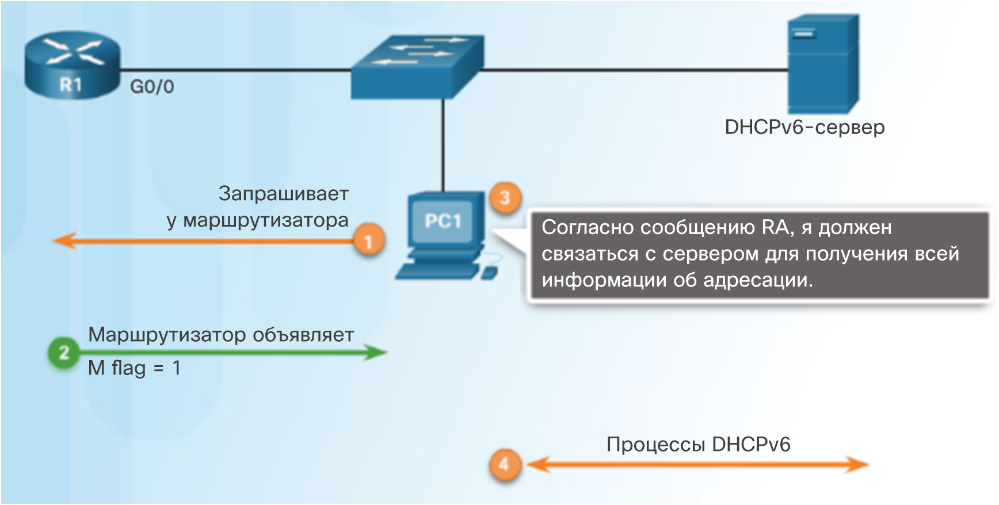 R1
G0/0
DHCPv6-сервер
Запрашивает
у маршрутизатора
1
PC1
3
Согласно сообщению RA, я должен
связаться с сервером для получения всей
информации об адресации.
Маршрутизатор объявляет
2
M flag = 1
Процессы DHCPv6
4